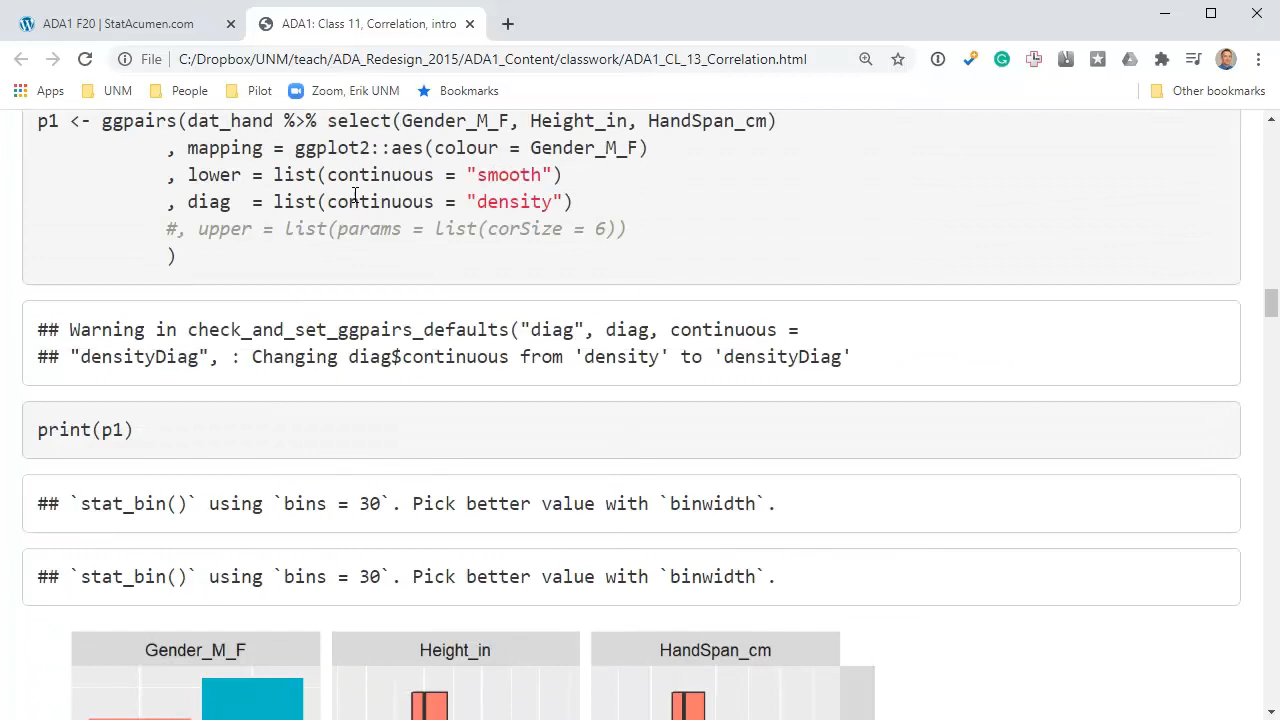 ADA1 F20 | StatAcumen.com
ADA1: Class 11, Correlation, intro
File C:/Dropbox/UNM/teach/ADA_Redesign_2015/ADA1_Content/classwork/ADA1_CL_13_Correlation.html
Apps UNM People Pilot Zoom, Erik UNM Bookmarks Other bookmarks
p1 <- ggpairs(dat_hand %>% select(Gender_M_F, Height_in, HandSpan_cm)
, mapping = ggplot2::aes(colour = Gender_M_F)
, lower = list(continuous = "smooth")
, diag = list(continuous = "density")
#, upper = list(params = list(corSize = 6))
)
## Warning in check_and_set_ggpairs_defaults("diag", diag, continuous =
## "densityDiag", : Changing diag$continuous from 'density' to 'densityDiag'
print(p1)
## `stat_bin()` using `bins = 30`. Pick better value with `binwidth`.
## `stat_bin()` using `bins = 30`. Pick better value with `binwidth`.
Gender_M_F Height_in HandSpan_cm